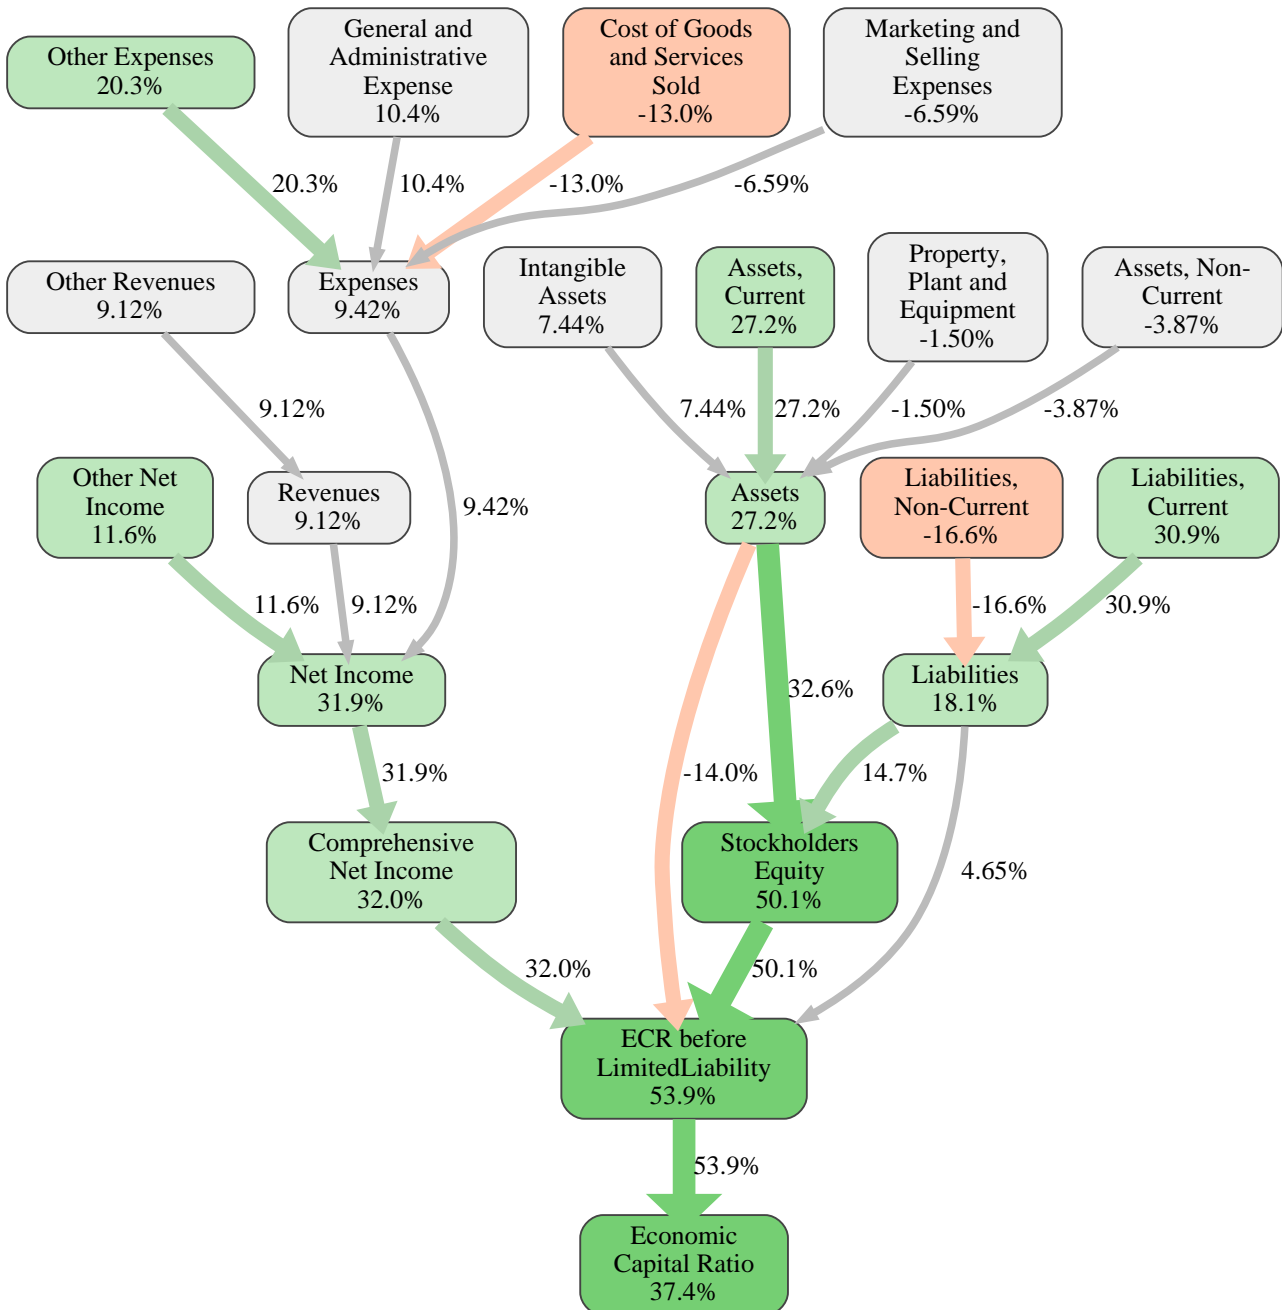 Other Expenses
20.3%
General and
Administrative
Expense
10.4%
Cost of Goods
and Services
Sold
-13.0%
Marketing and
Selling
Expenses
-6.59%
20.3%
10.4%
-13.0%
-6.59%
Other Revenues
9.12%
Expenses
9.42%
Intangible
Assets
7.44%
Assets,
Current
27.2%
Property,
Plant and
Equipment
-1.50%
Assets, Non-
Current
-3.87%
9.12%
7.44%
27.2%
-1.50%
-3.87%
Other Net
Income
11.6%
Revenues
9.12%
9.42%
Assets
27.2%
Liabilities,
Non-Current
-16.6%
Liabilities,
Current
30.9%
11.6%
9.12%
-16.6%
30.9%
Net Income
31.9%
32.6%
Liabilities
18.1%
31.9%
-14.0%
14.7%
Comprehensive
Net Income
32.0%
Stockholders
Equity
50.1%
4.65%
32.0%
50.1%
ECR before
LimitedLiability
53.9%
53.9%
Economic
Capital Ratio
37.4%